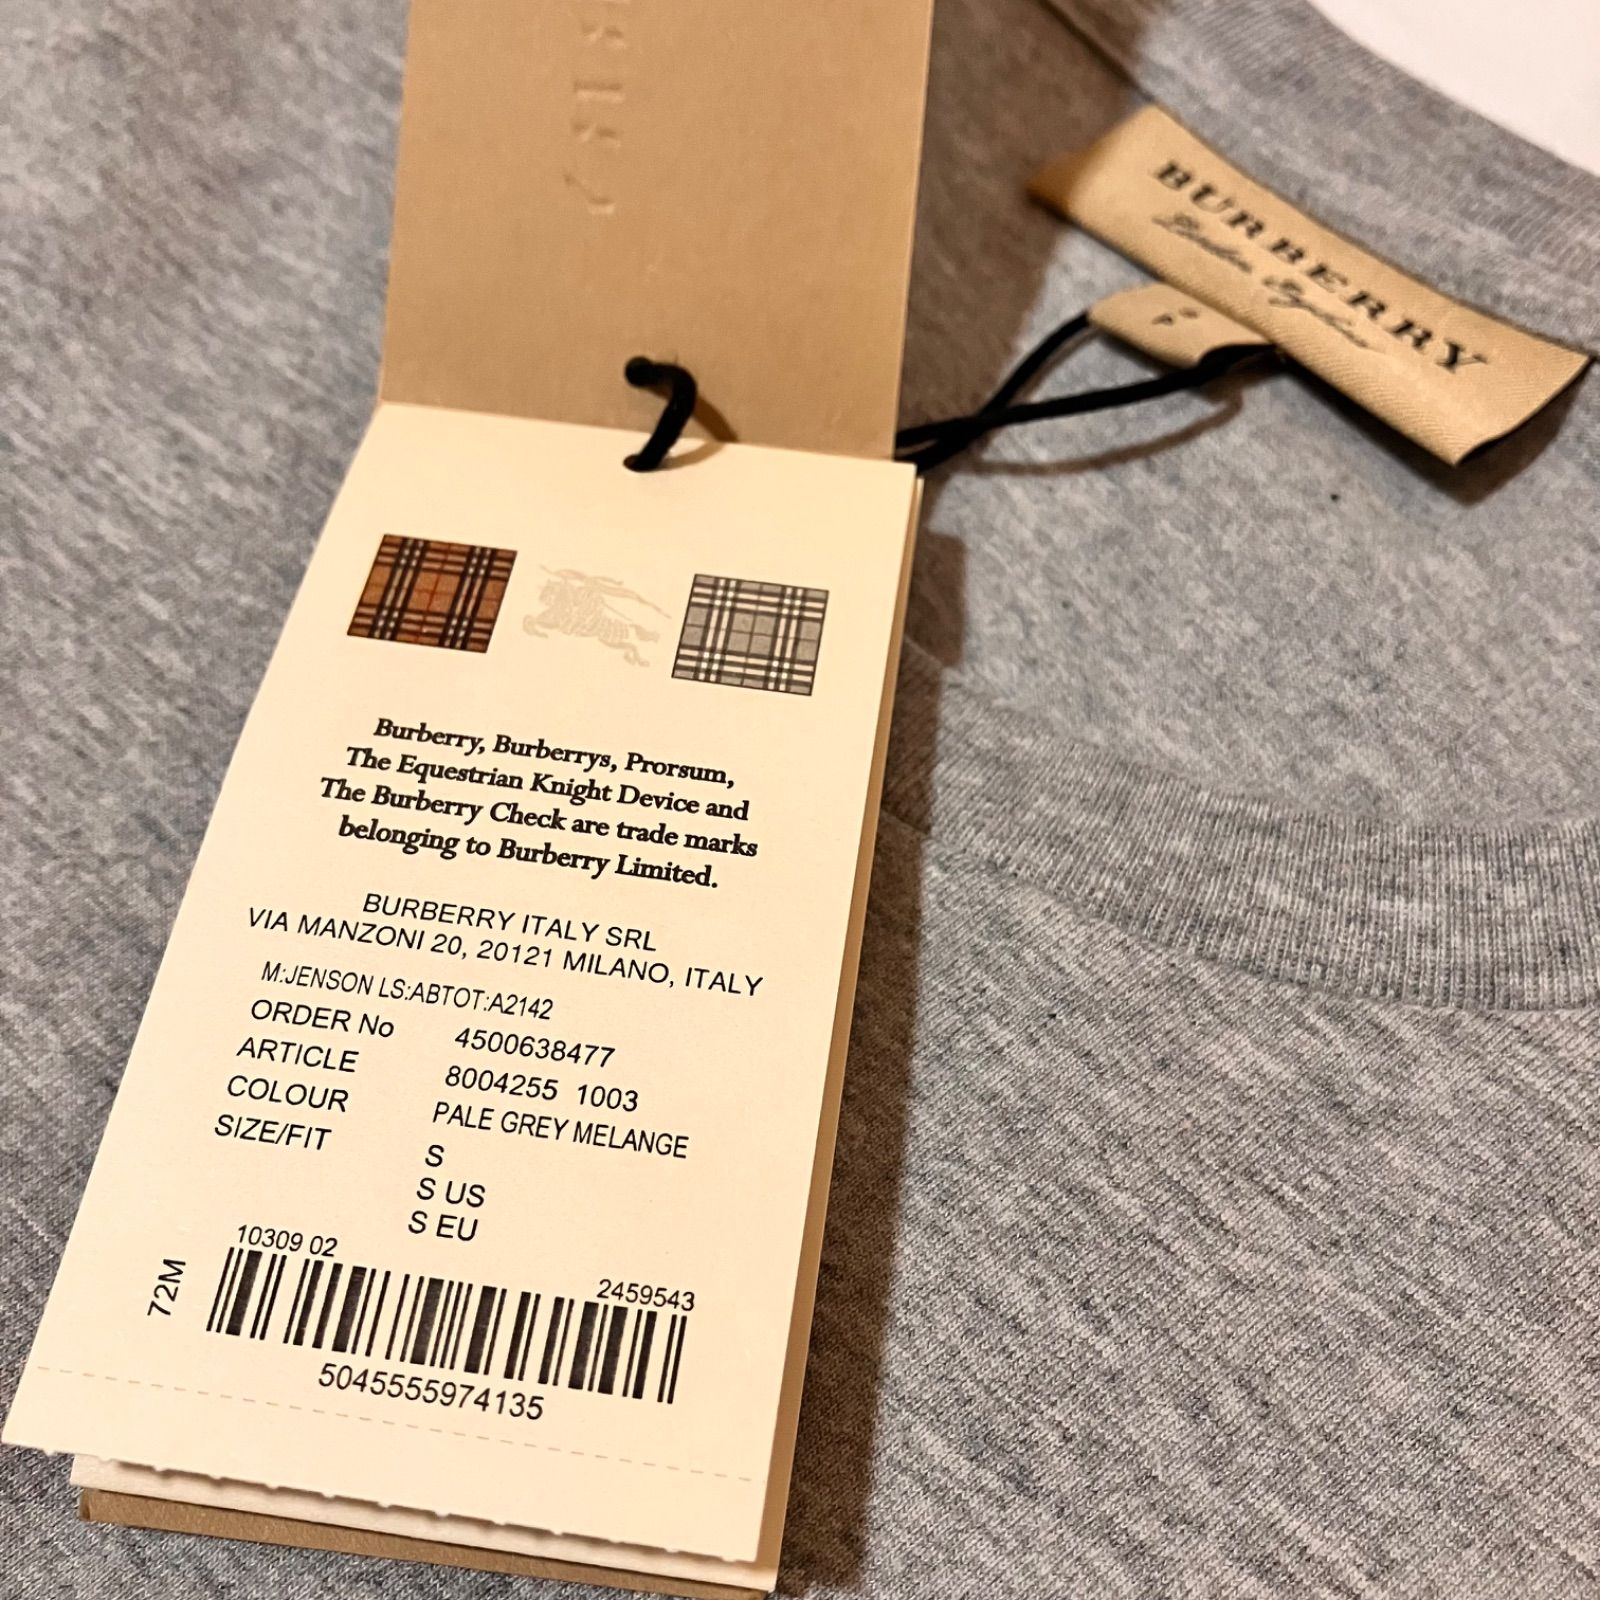 BURBERRY
London England
Burberry, Burberrys, Prorsum,
The Equestrian Knight Device and
The Burberry Check are trade marks
belonging to Burberry Limited.
BURBERRY ITALY SRL
VIA MANZONI 20, 20121 MILANO, ITALY
M:JENSON LS:ABTOT:A2142
ORDER No 4500638477
ARTICLE 8004255 1003
COLOUR PALE GREY MELANGE
SIZE/FIT S
S US
S EU
10309 02
2459543
72M
5045555974135